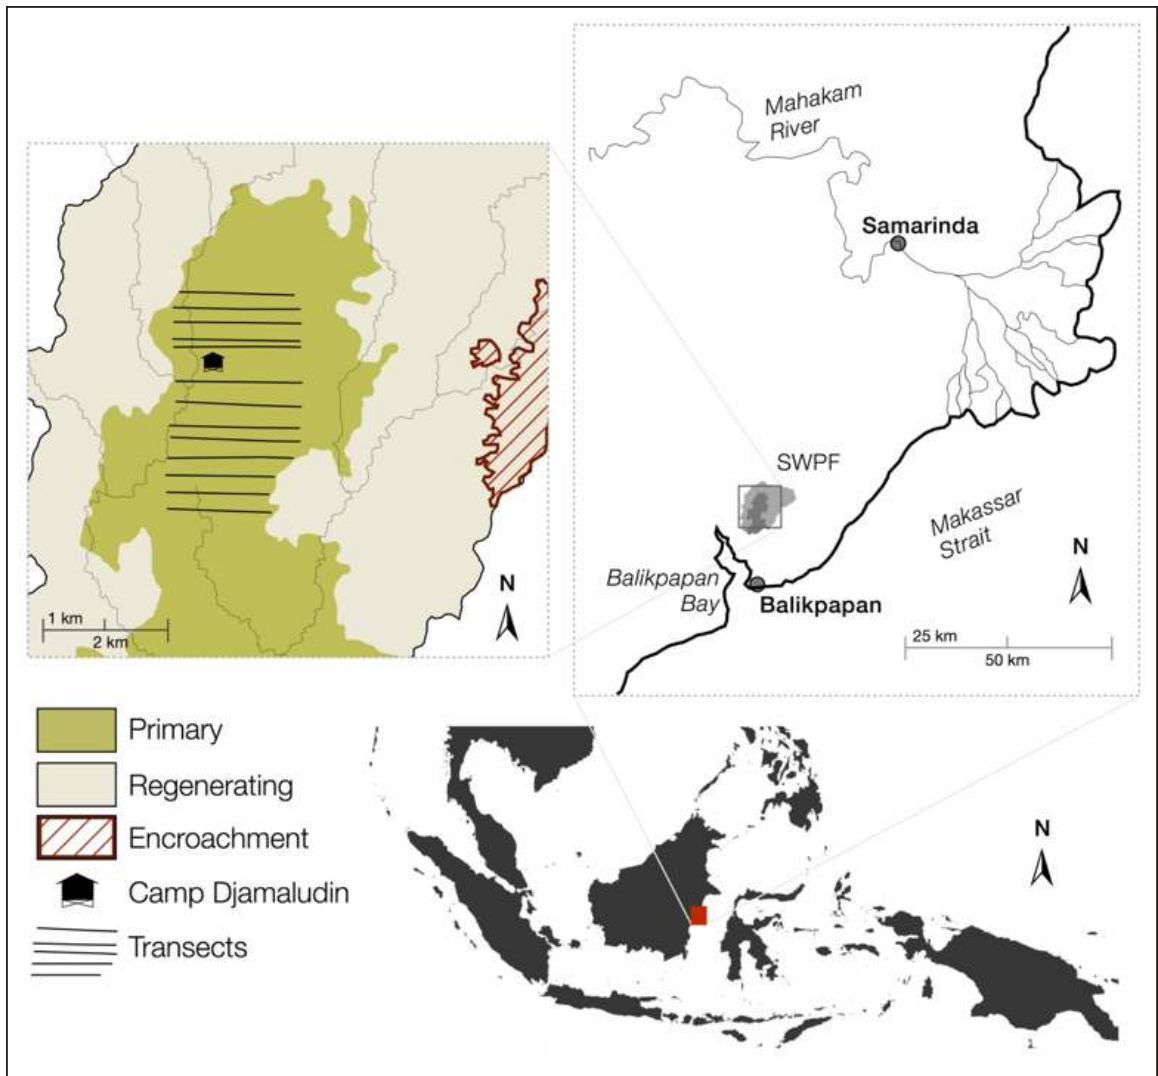 Mahakam
River
Samarinda
SWPF
Makassar
Strait
N
Balikpapan
Bay
Balikpapan
25 km
50 km
N
1 km
2 km
Primary
Regenerating
Encroachment
Camp Djamaludin
Transects
N